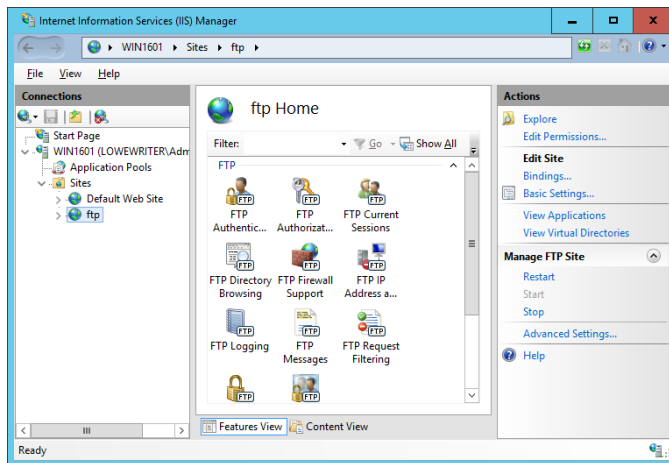 Internet Information Services (IIS) Manager
WIN1601 Sites ftp
File View Help
Connections
Start Page
WIN1601 (LOWEWRITER\Adm
Application Pools
Sites
Default Web Site
ftp
ftp Home
Filter: Go Show All
FTP
FTP Authentic...
FTP Authorizat...
FTP Current Sessions
FTP Directory Browsing
FTP Firewall Support
FTP IP Address a...
FTP Logging
FTP Messages
FTP Request Filtering
Features View Content View
Actions
Explore
Edit Permissions...
Edit Site
Bindings...
Basic Settings...
View Applications
View Virtual Directories
Manage FTP Site
Restart
Start
Stop
Advanced Settings...
Help
Ready